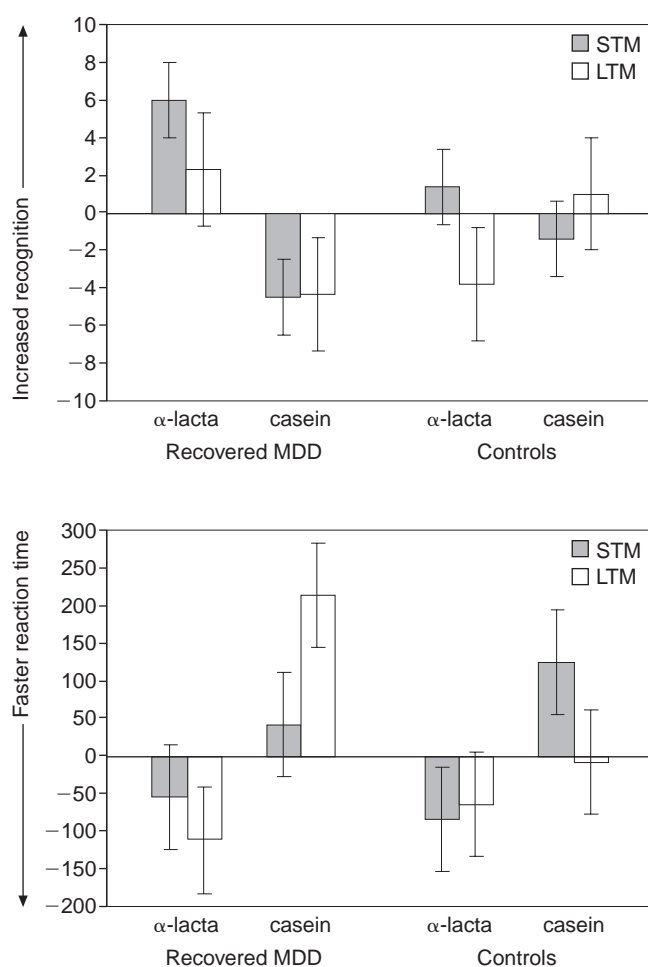 10
8
6
4
2
0
−2
−4
−6
−8
−10
Increased recognition
STM
LTM
α-lacta casein α-lacta casein
Recovered MDD Controls
300
250
200
150
100
50
0
−50
−100
−150
−200
Faster reaction time
STM
LTM
α-lacta casein α-lacta casein
Recovered MDD Controls